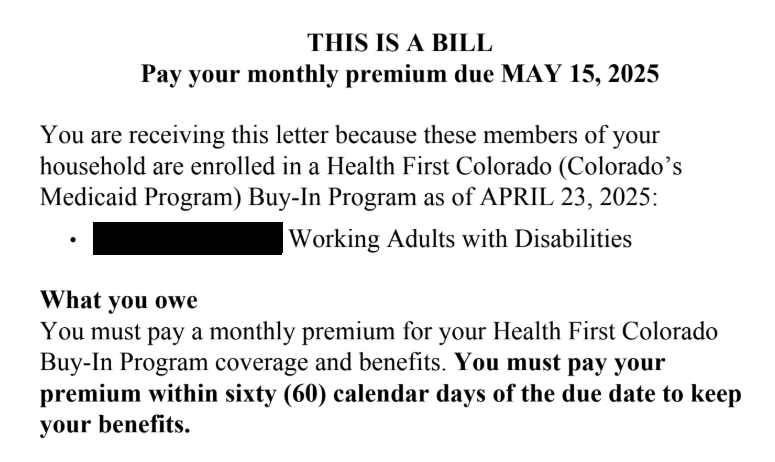 THIS IS A BILL
Pay your monthly premium due MAY 15, 2025
You are receiving this letter because these members of your
household are enrolled in a Health First Colorado (Colorado’s
Medicaid Program) Buy-In Program as of APRIL 23, 2025:
• Working Adults with Disabilities
What you owe
You must pay a monthly premium for your Health First Colorado
Buy-In Program coverage and benefits. You must pay your
premium within sixty (60) calendar days of the due date to keep
your benefits.